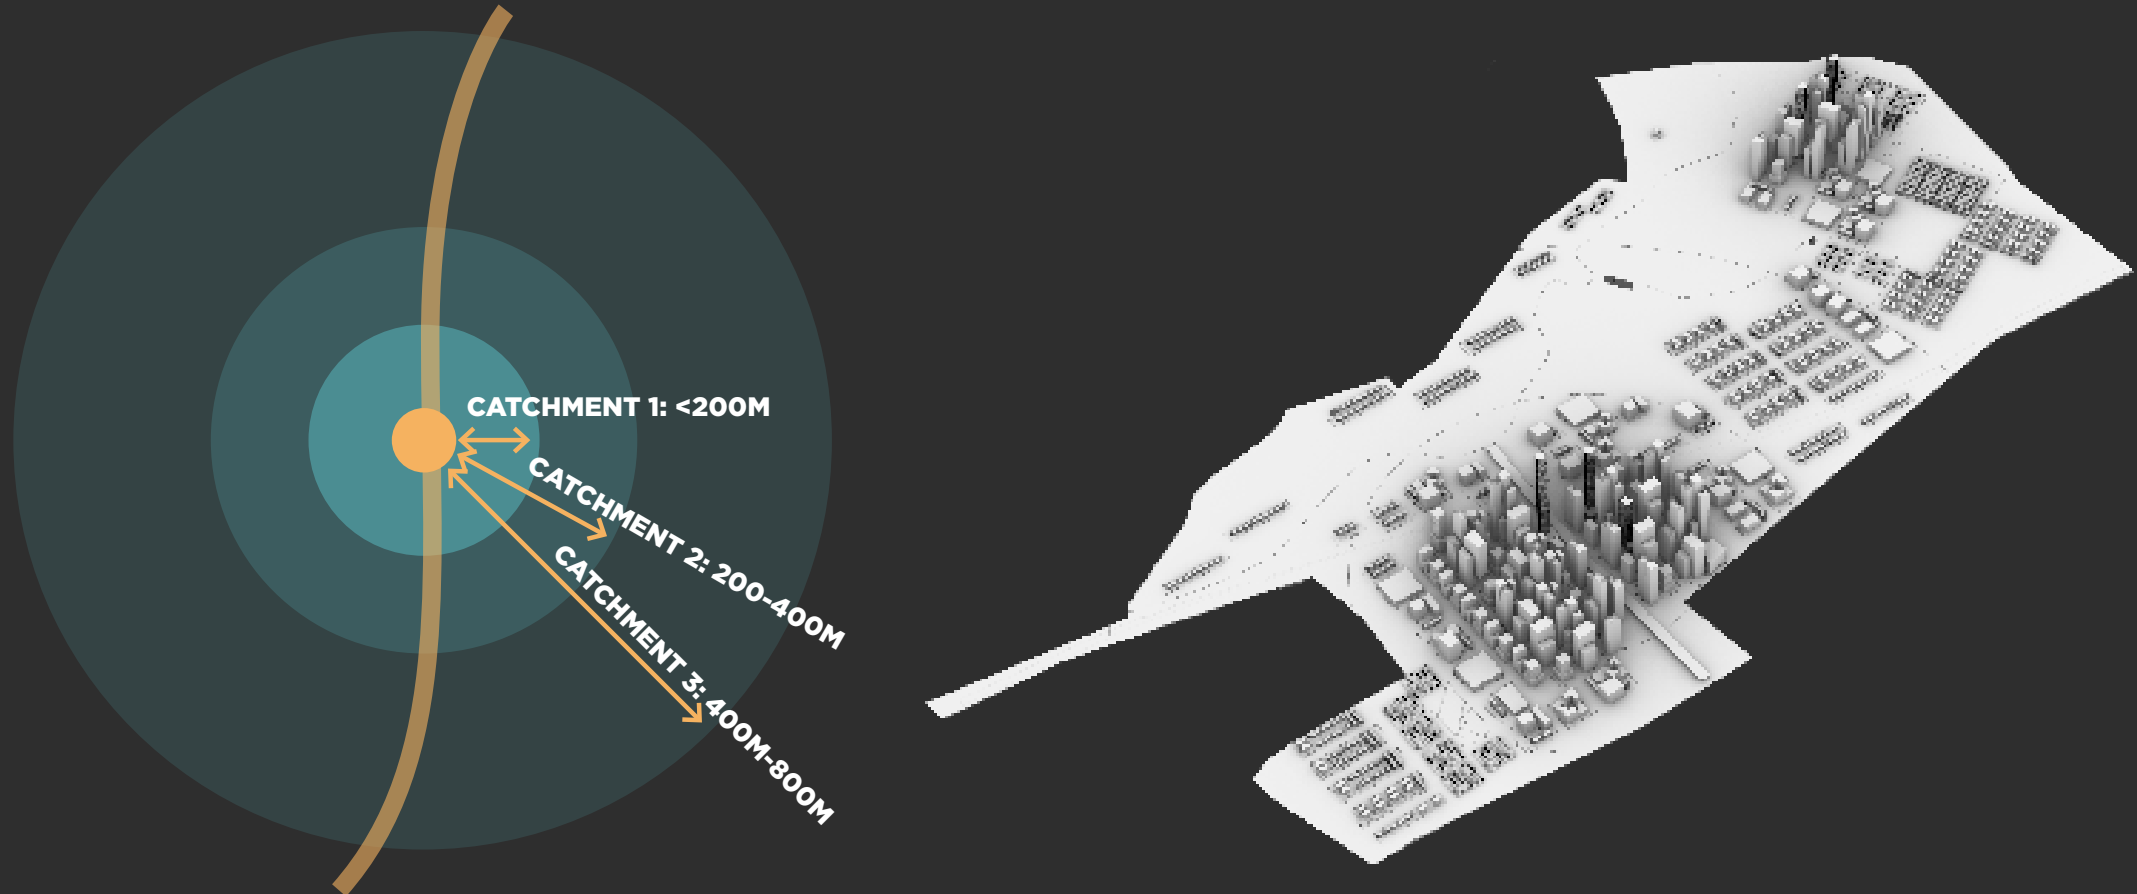 CATCHMENT 1: <200M
CATCHMENT 2: 200-400M
CATCHMENT 3: 400M-800M